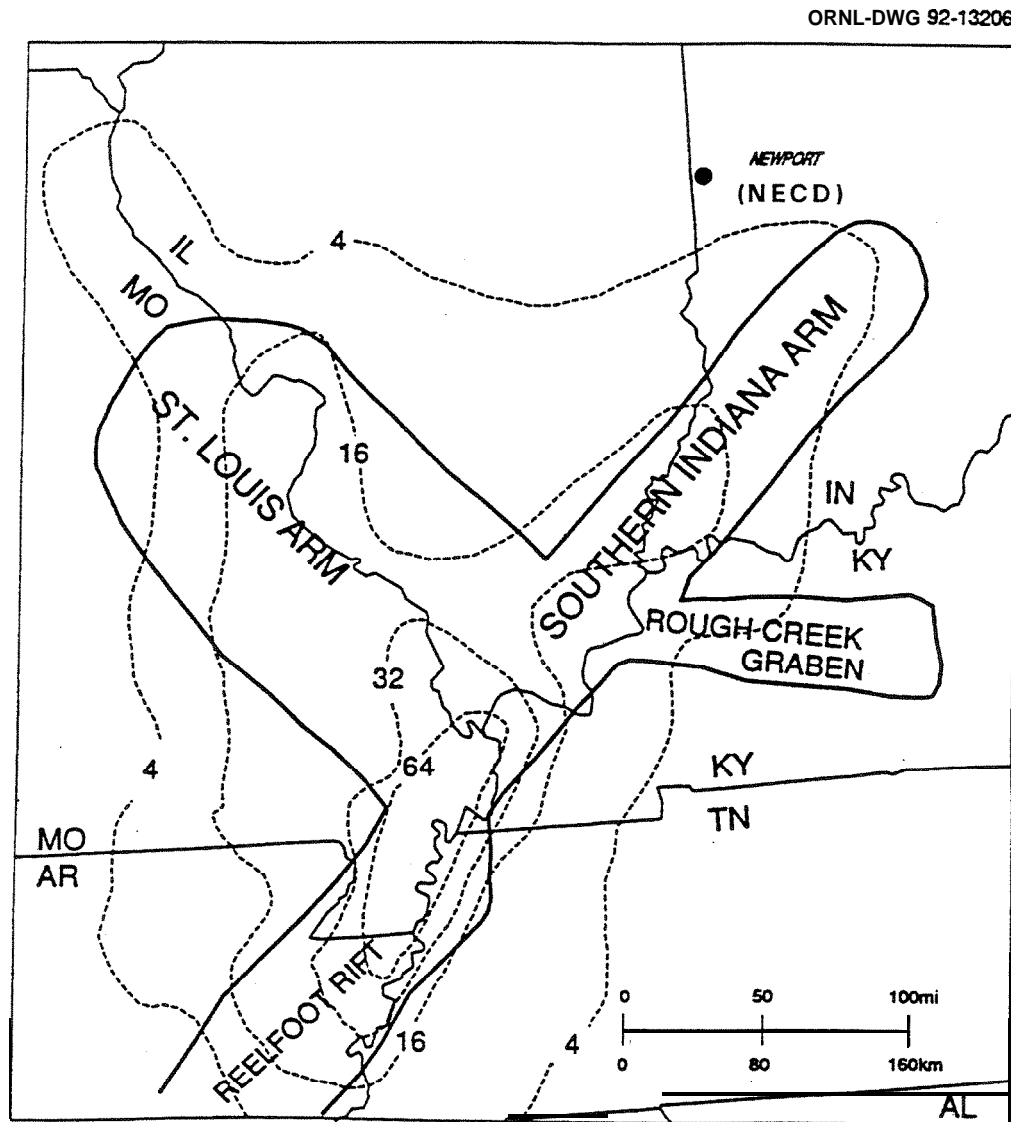 ORNL-DWG 92-13206
NEWPORT
(NECD)
4
IL
MO
ST. LOUIS ARM
16
SOUTHERN INDIANA ARM
IN
KY
ROUGH-CREEK
GRABEN
32
64
4
KY
TN
MO
AR
REELFOOT RIFT
16
4
0 50 100mi
0 80 160km
AL